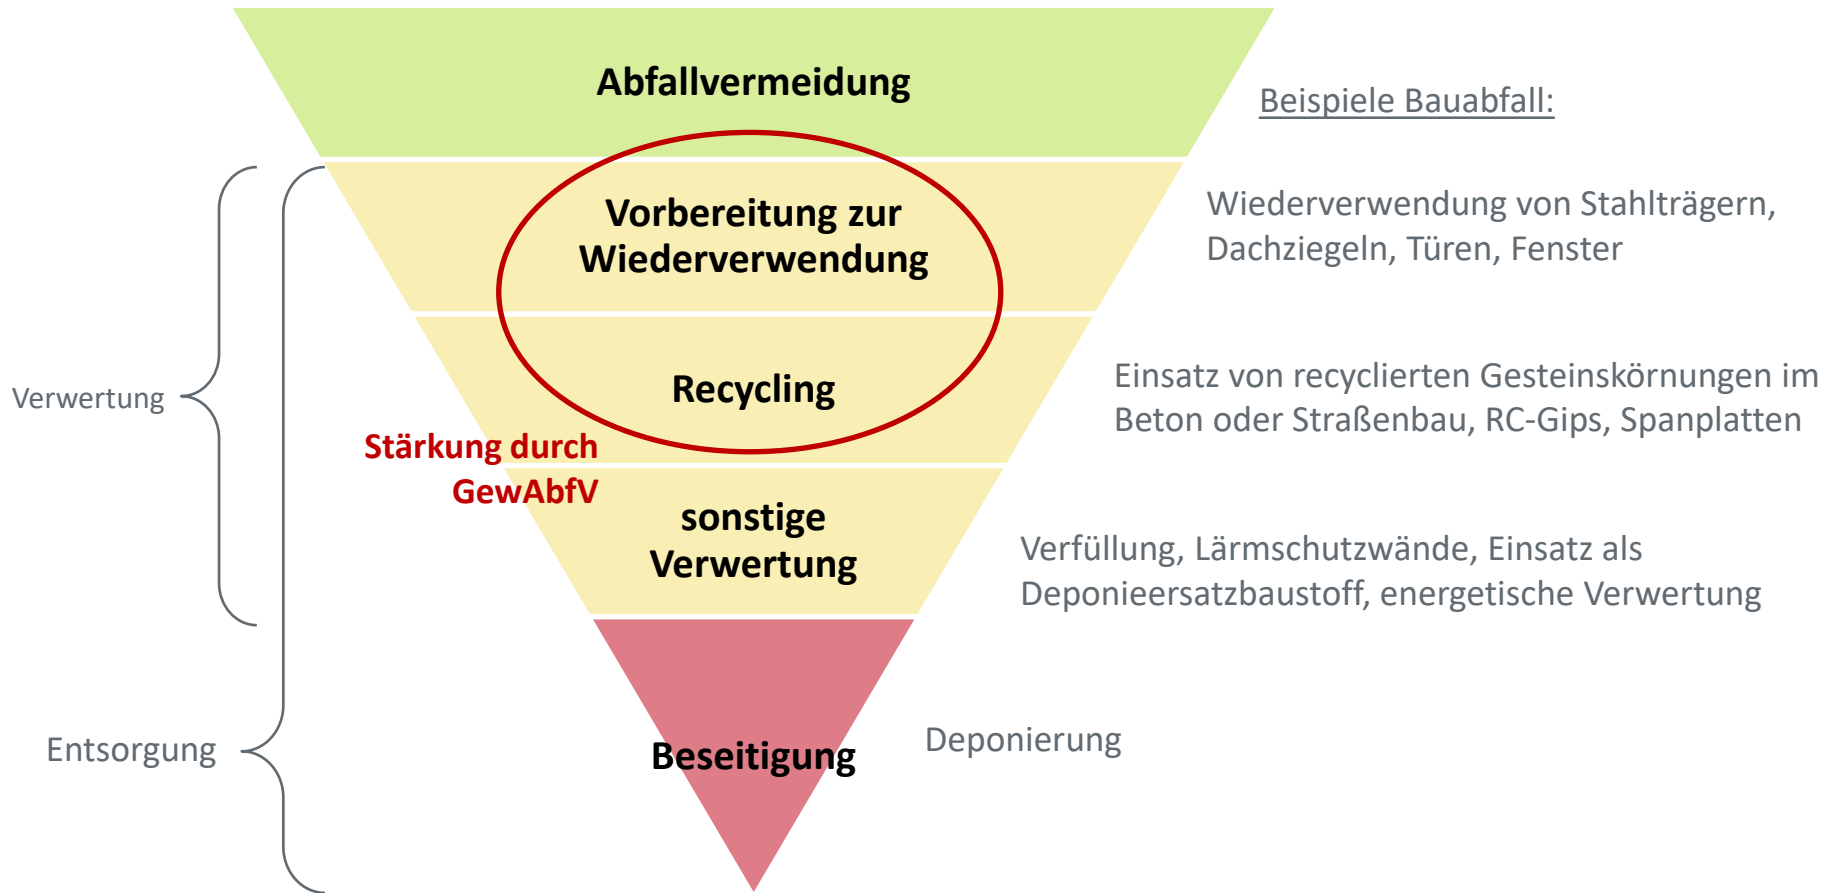 Abfallvermeidung
Beispiele Bauabfall:
Vorbereitung zur
Wiederverwendung
Wiederverwendung von Stahlträgern,
Dachziegeln, Türen, Fenster
Verwertung
Recycling
Einsatz von recyclierten Gesteinskörnungen im
Beton oder Straßenbau, RC-Gips, Spanplatten
Stärkung durch
GewAbfV
sonstige
Verwertung
Verfüllung, Lärmschutzwände, Einsatz als
Deponieersatzbaustoff, energetische Verwertung
Entsorgung
Beseitigung
Deponierung